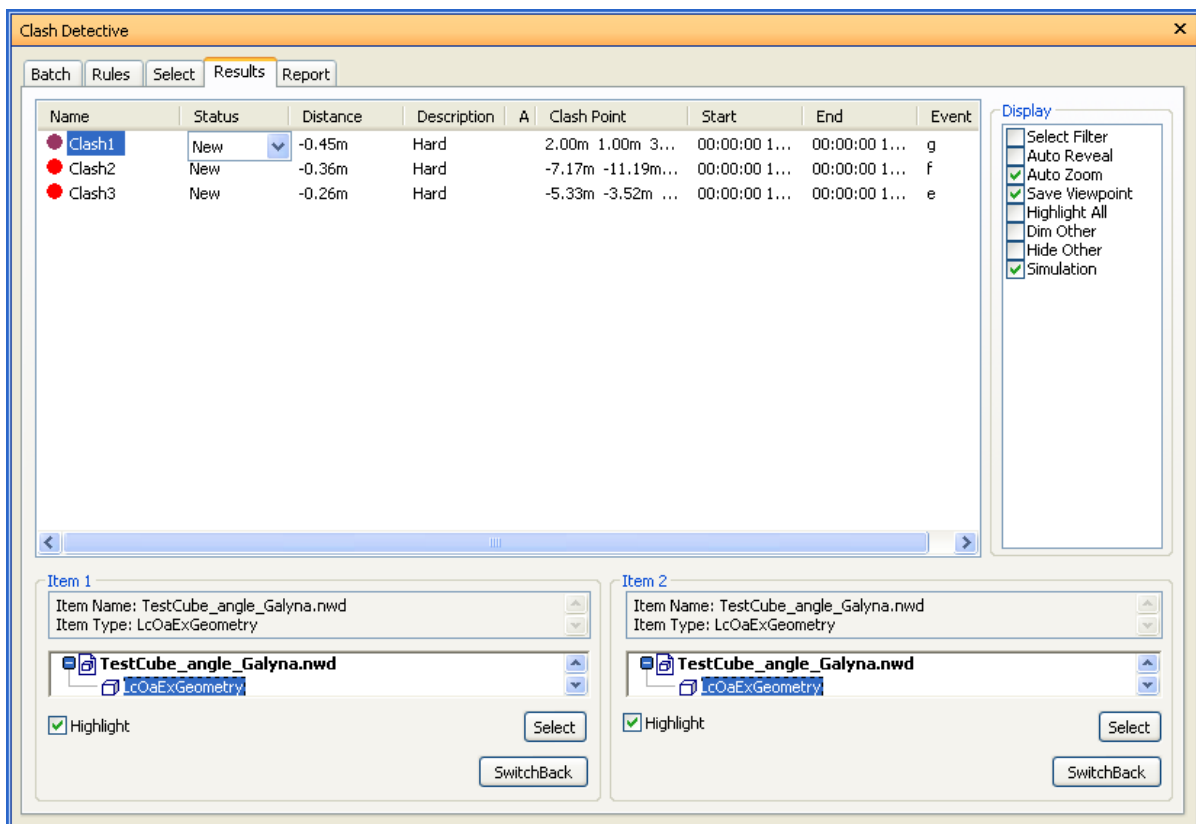 Clash Detective
Batch Rules Select Results Report
Name Status Distance Description A Clash Point Start End Event
Clash1 New -0.45m Hard 2.00m 1.00m 3... 00:00:00 1... 00:00:00 1... g
Clash2 New -0.36m Hard -7.17m -11.19m... 00:00:00 1... 00:00:00 1... f
Clash3 New -0.26m Hard -5.33m -3.52m ... 00:00:00 1... 00:00:00 1... e
Display
Select Filter
Auto Reveal
Auto Zoom
Save Viewpoint
Highlight All
Dim Other
Hide Other
Simulation
Item 1
Item Name: TestCube_angle_Galyna.nwd
Item Type: LcOaExGeometry
TestCube_angle_Galyna.nwd
LcOaExGeometry
Highlight
Select
SwitchBack
Item 2
Item Name: TestCube_angle_Galyna.nwd
Item Type: LcOaExGeometry
TestCube_angle_Galyna.nwd
LcOaExGeometry
Highlight
Select
SwitchBack